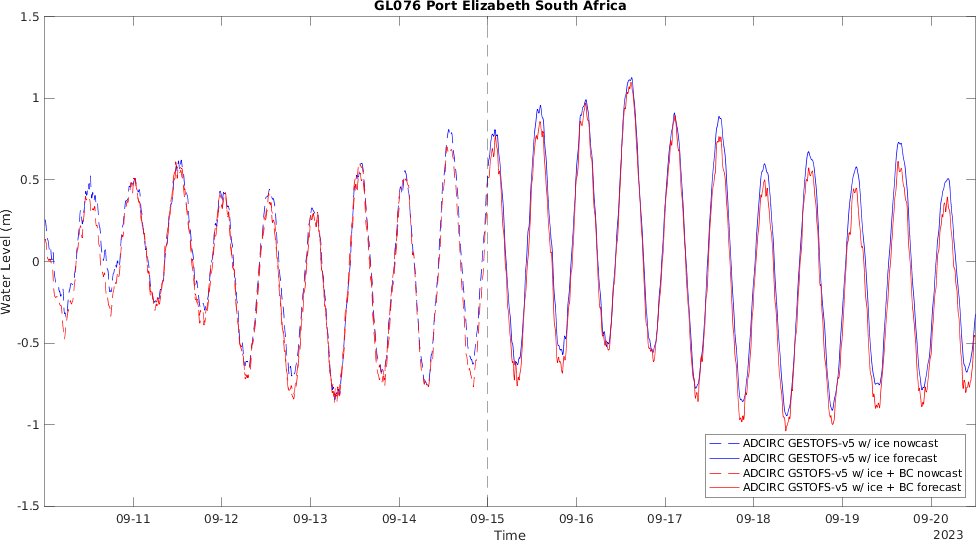 GL076 Port Elizabeth South Africa
1.5
1
0.5
0
-0.5
-1
-1.5
Water Level (m)
ADCIRC GESTOFS-v5 w/ ice nowcast
ADCIRC GESTOFS-v5 w/ ice forecast
ADCIRC GSTOFS-v5 w/ ice + BC nowcast
ADCIRC GSTOFS-v5 w/ ice + BC forecast
09-11 09-12 09-13 09-14 09-15 09-16 09-17 09-18 09-19 09-20
Time
2023